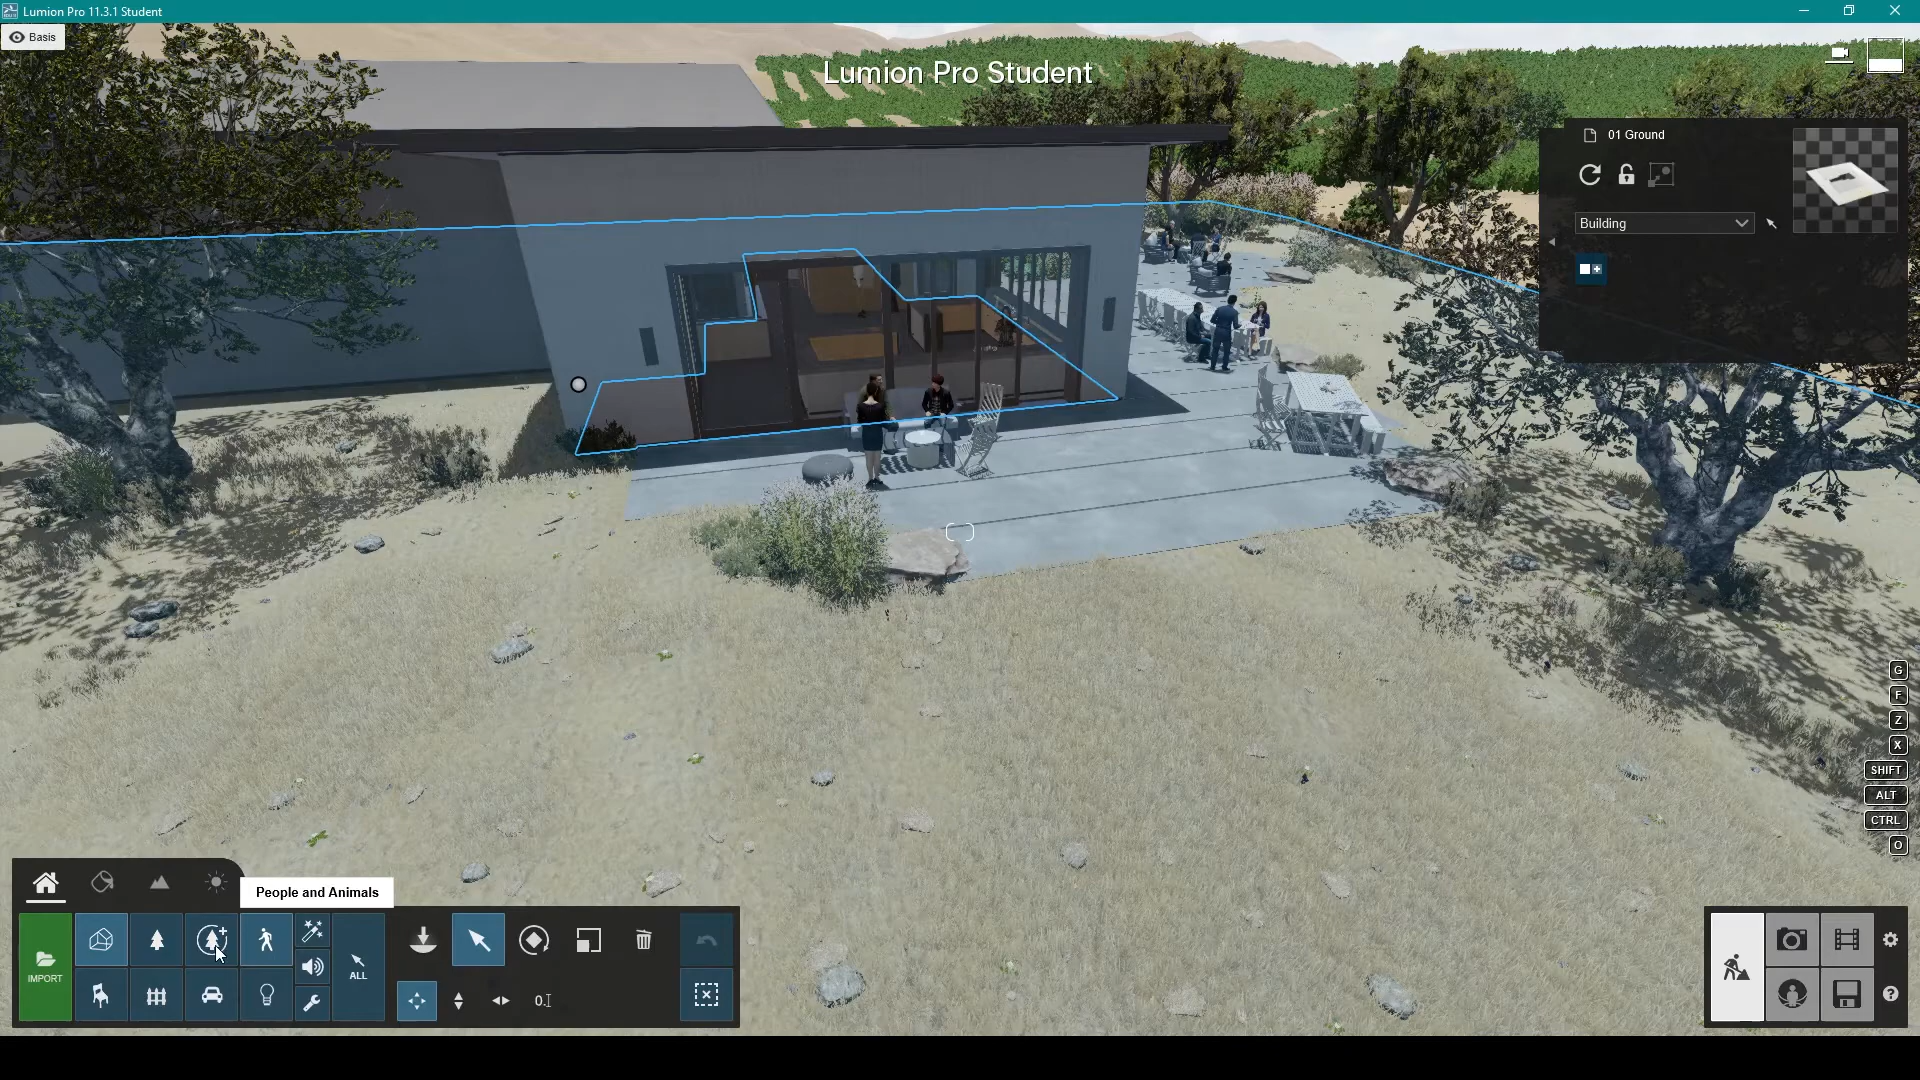 Lumion Pro 11.3.1 Student
Basis
Lumion Pro Student
01 Ground
Building
G
F
Z
X
SHIFT
ALT
CTRL
O
People and Animals
IMPORT
ALL
0.